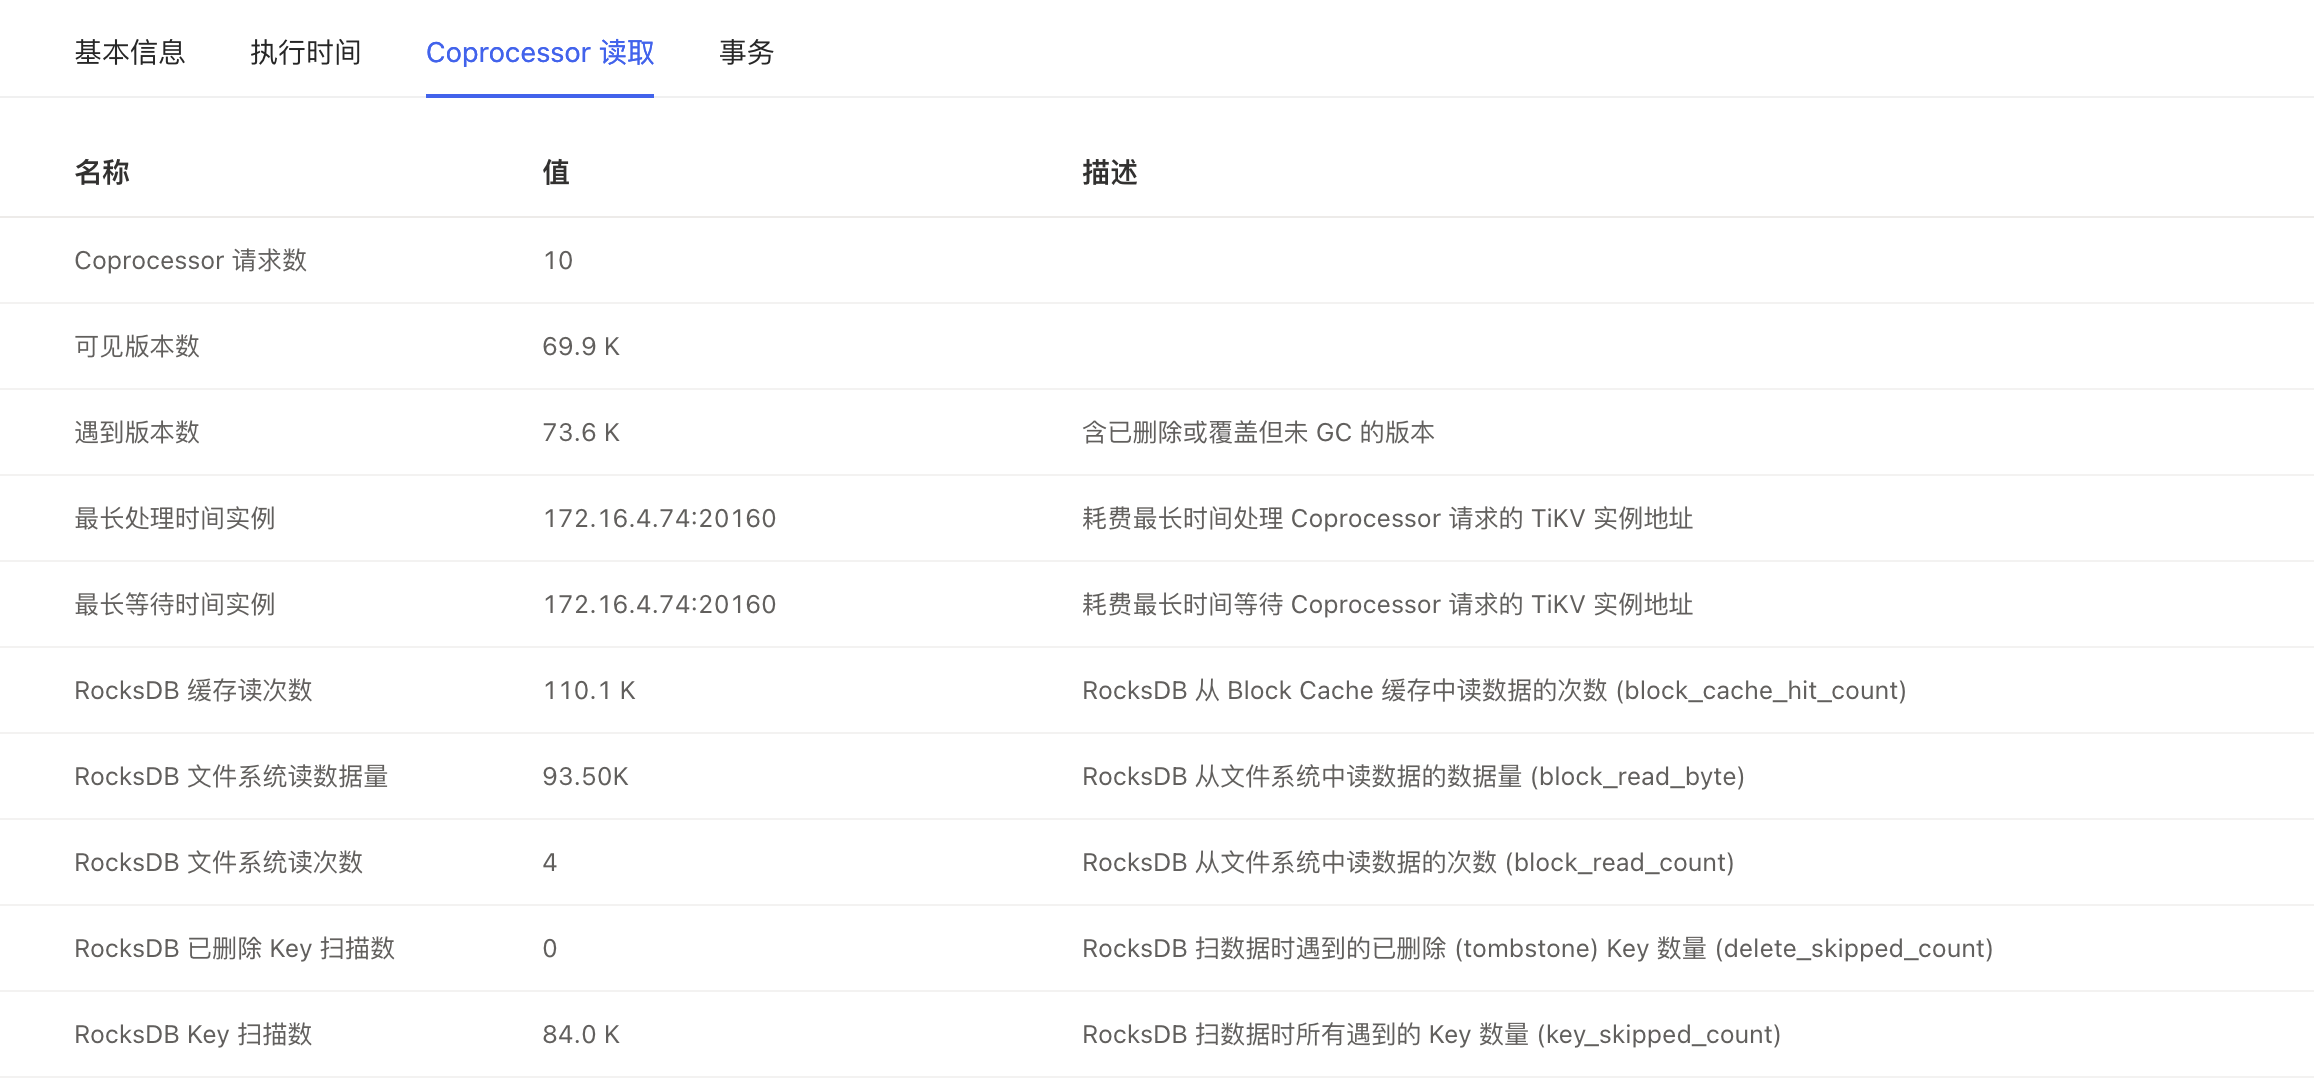 基本信息 执行时间 Coprocessor 读取 事务
名称 值 描述
Coprocessor 请求数 10
可见版本数 69.9 K
遇到版本数 73.6 K 含已删除或覆盖但未 GC 的版本
最长处理时间实例 172.16.4.74:20160 耗费最长时间处理 Coprocessor 请求的 TiKV 实例地址
最长等待时间实例 172.16.4.74:20160 耗费最长时间等待 Coprocessor 请求的 TiKV 实例地址
RocksDB 缓存读次数 110.1 K RocksDB 从 Block Cache 缓存中读数据的次数 (block_cache_hit_count)
RocksDB 文件系统读数据量 93.50K RocksDB 从文件系统中读数据的数据量 (block_read_byte)
RocksDB 文件系统读次数 4 RocksDB 从文件系统中读数据的次数 (block_read_count)
RocksDB 已删除 Key 扫描数 0 RocksDB 扫数据时遇到的已删除 (tombstone) Key 数量 (delete_skipped_count)
RocksDB Key 扫描数 84.0 K RocksDB 扫数据时所有遇到的 Key 数量 (key_skipped_count)